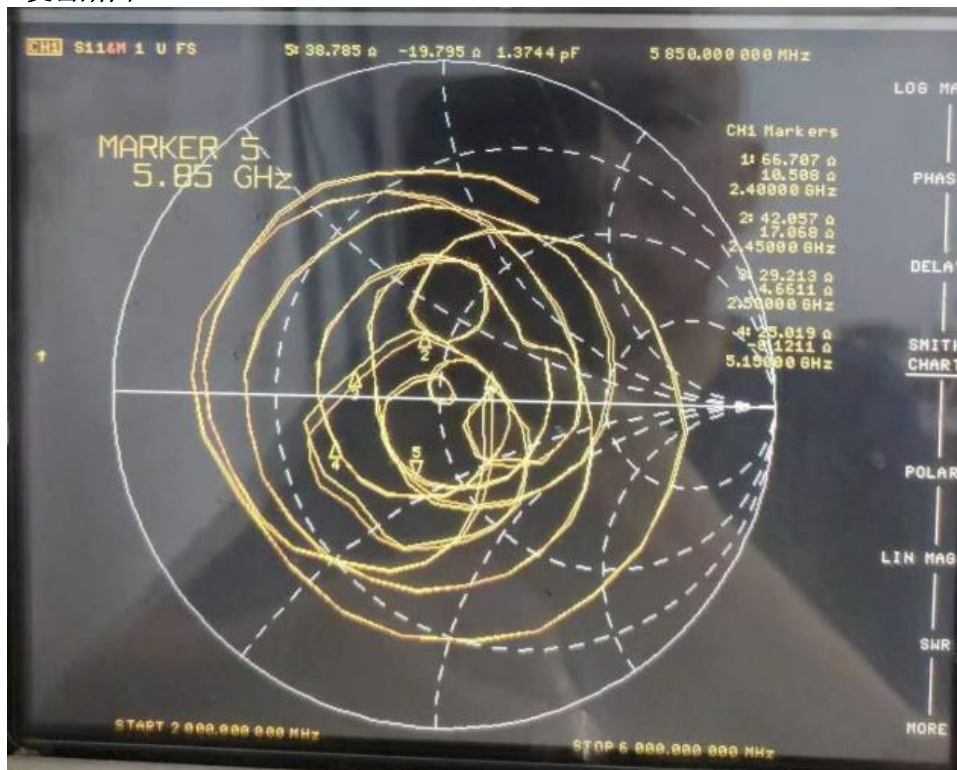 CH1 S11&M 1 U FS 5: 38.785 Ω -19.795 Ω 1.3744 pF 5 850.000 000 MHz
LOG MA
MARKER 5
5.85 GHz
CH1 Markers
1: 66.707 Ω
10.508 Ω
2.40000 GHz
PHAS
2: 42.057 Ω
17.068 Ω
2.45000 GHz
DELA
3: 29.213 Ω
4.6611 Ω
2.50000 GHz
4: 25.019 Ω
5.15000 GHz
SMITH
CHART
2
4
5
POLAR
LIN MAG
SWR
MORE
START 2 000.000 000 MHz
STOP 6 000.000 000 MHz